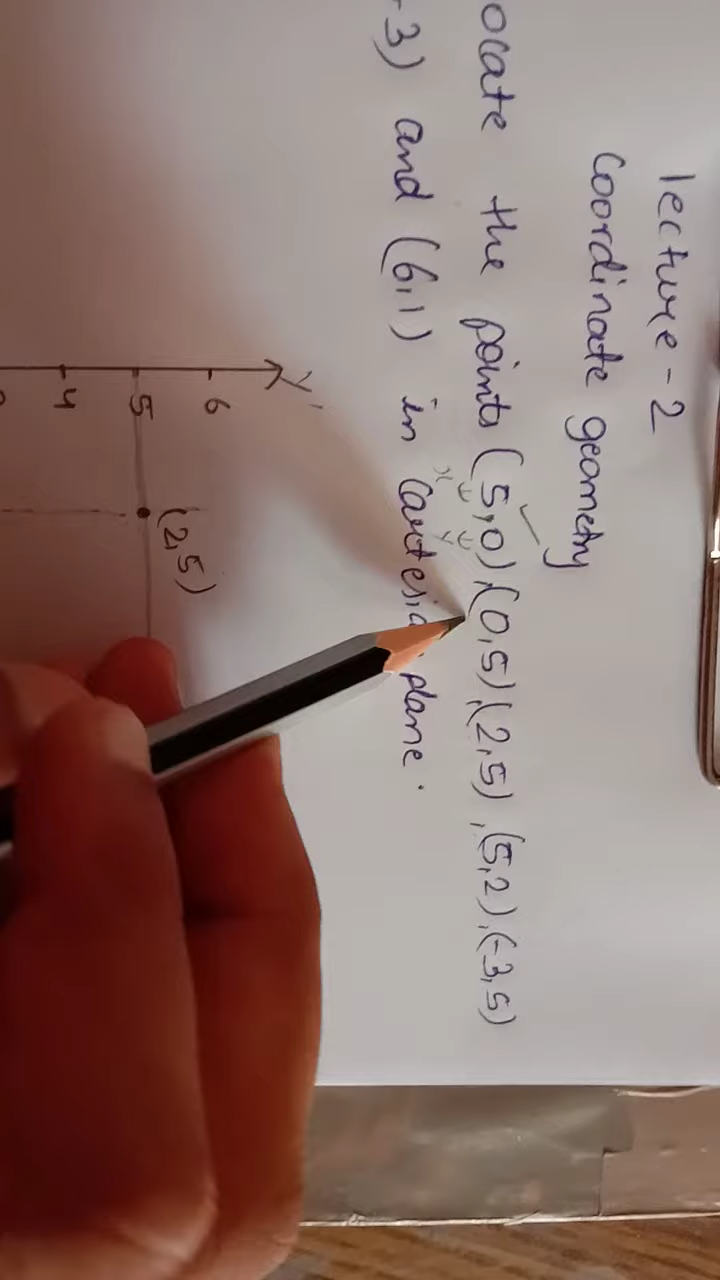 lecture-2
Coordinate geometry
ocate the points (5,0),(0,5),(2,5),(5,2),(-3,5)
-3) and (6,1) in plane.
x y
Y'
6
5
4
(2,5)